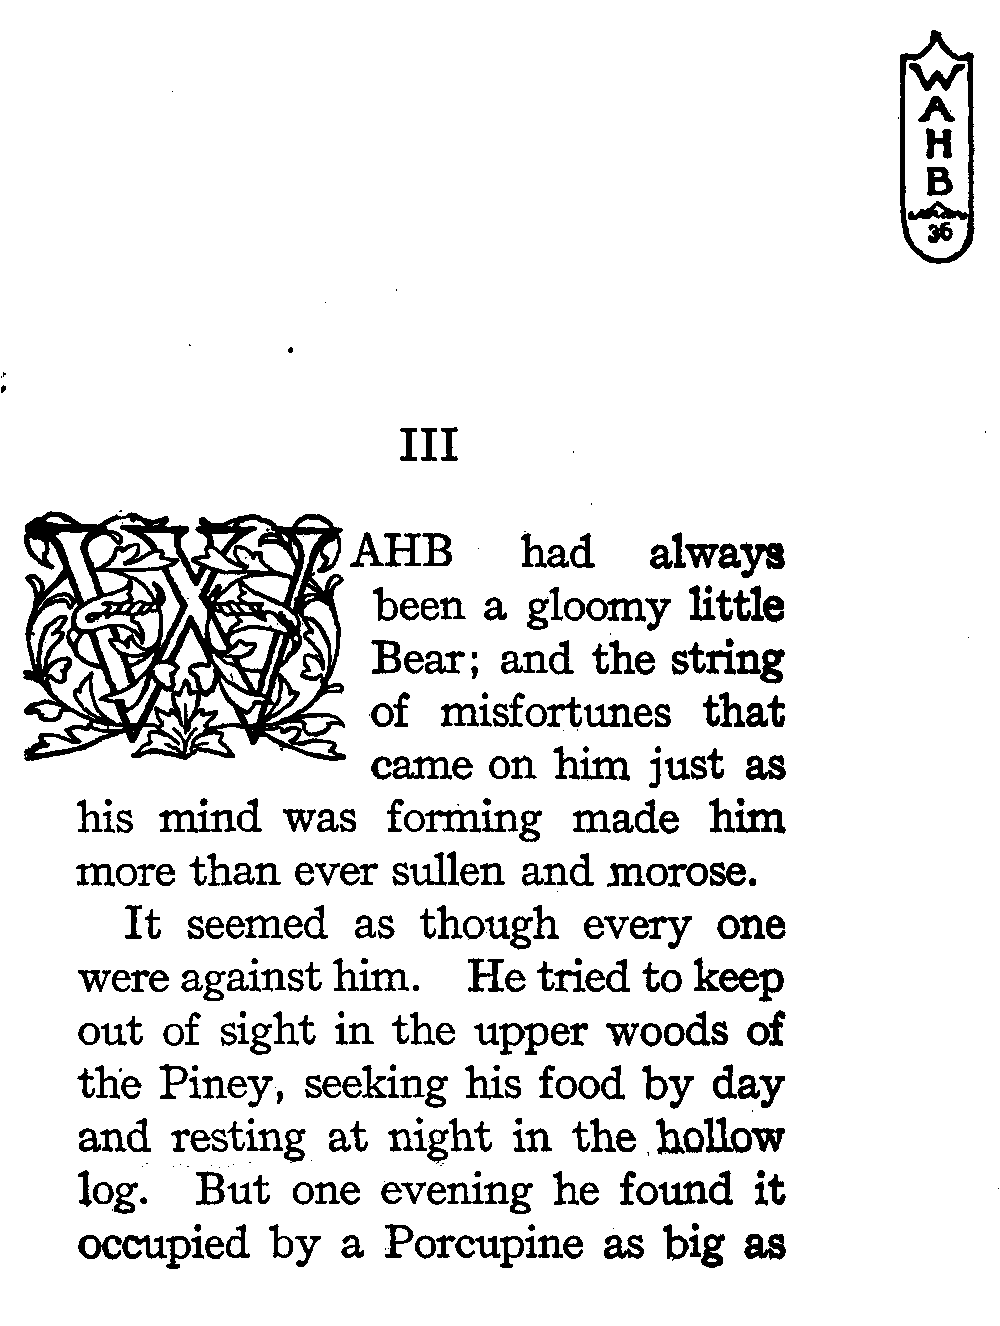 WAHB
36
III
WAHB had always
been a gloomy little
Bear; and the string
of misfortunes that
came on him just as
his mind was forming made him
more than ever sullen and morose.
It seemed as though every one
were against him. He tried to keep
out of sight in the upper woods of
the Piney, seeking his food by day
and resting at night in the hollow
log. But one evening he found it
occupied by a Porcupine as big as